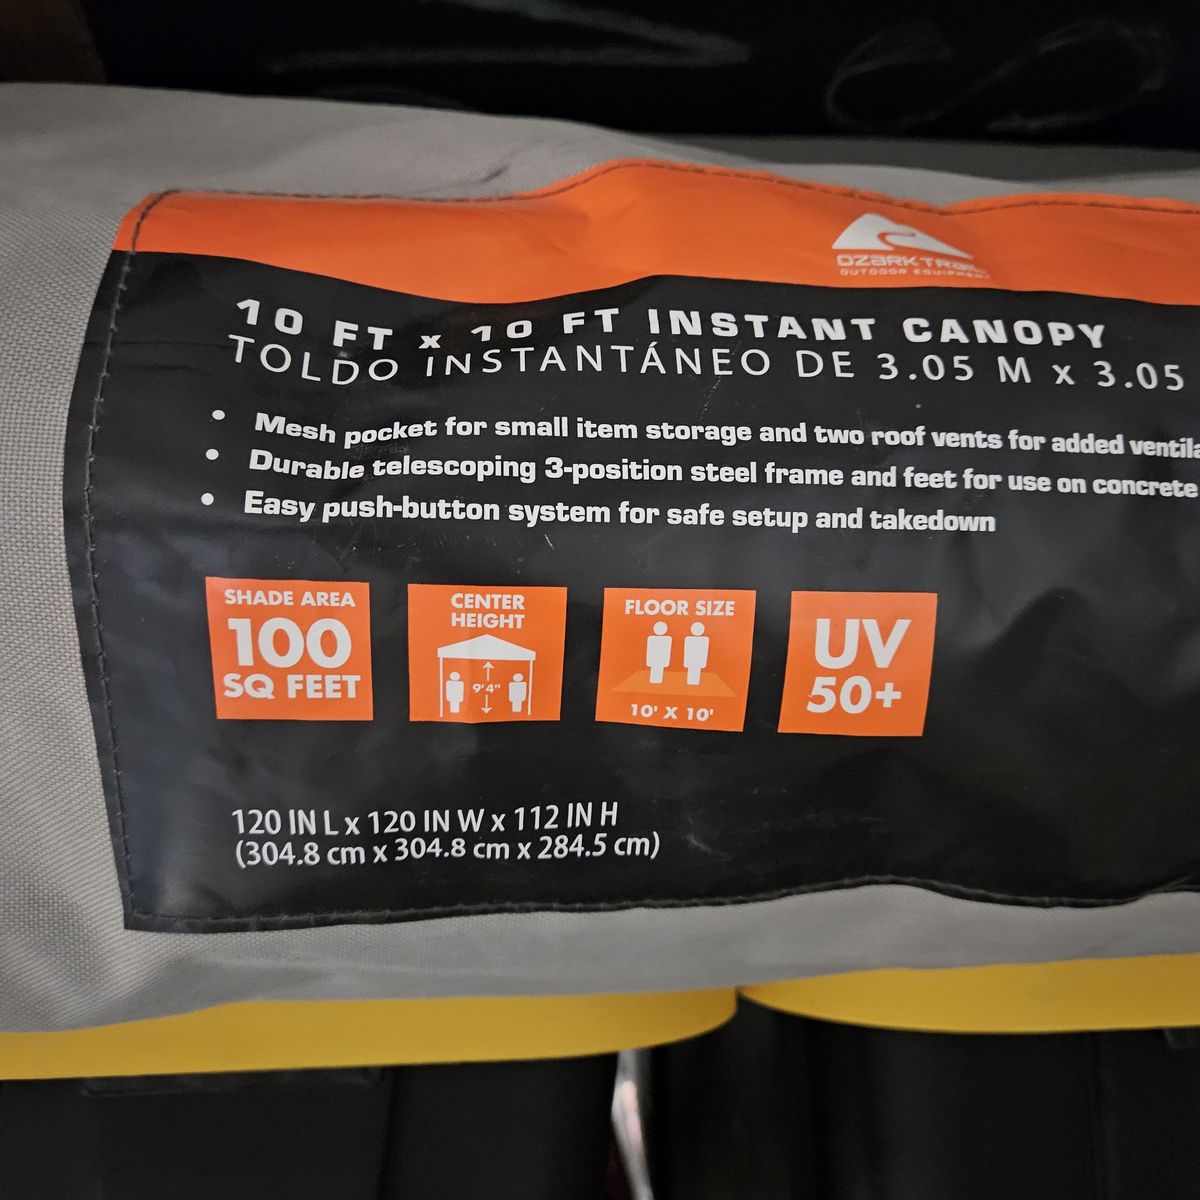 OZARK TRAIL
OUTDOOR EQUIPMENT
10 FT x 10 FT INSTANT CANOPY
TOLDO INSTANTÁNEO DE 3.05 M x 3.05
• Mesh pocket for small item storage and two roof vents for added
• Durable telescoping 3-position steel frame and feet for use on concrete
• Easy push-button system for safe setup and takedown
SHADE AREA
100
SQ FEET
CENTER
HEIGHT
9'4"
FLOOR SIZE
10' X 10'
UV
50+
120 IN L x 120 IN W x 112 IN H
(304.8 cm x 304.8 cm x 284.5 cm)